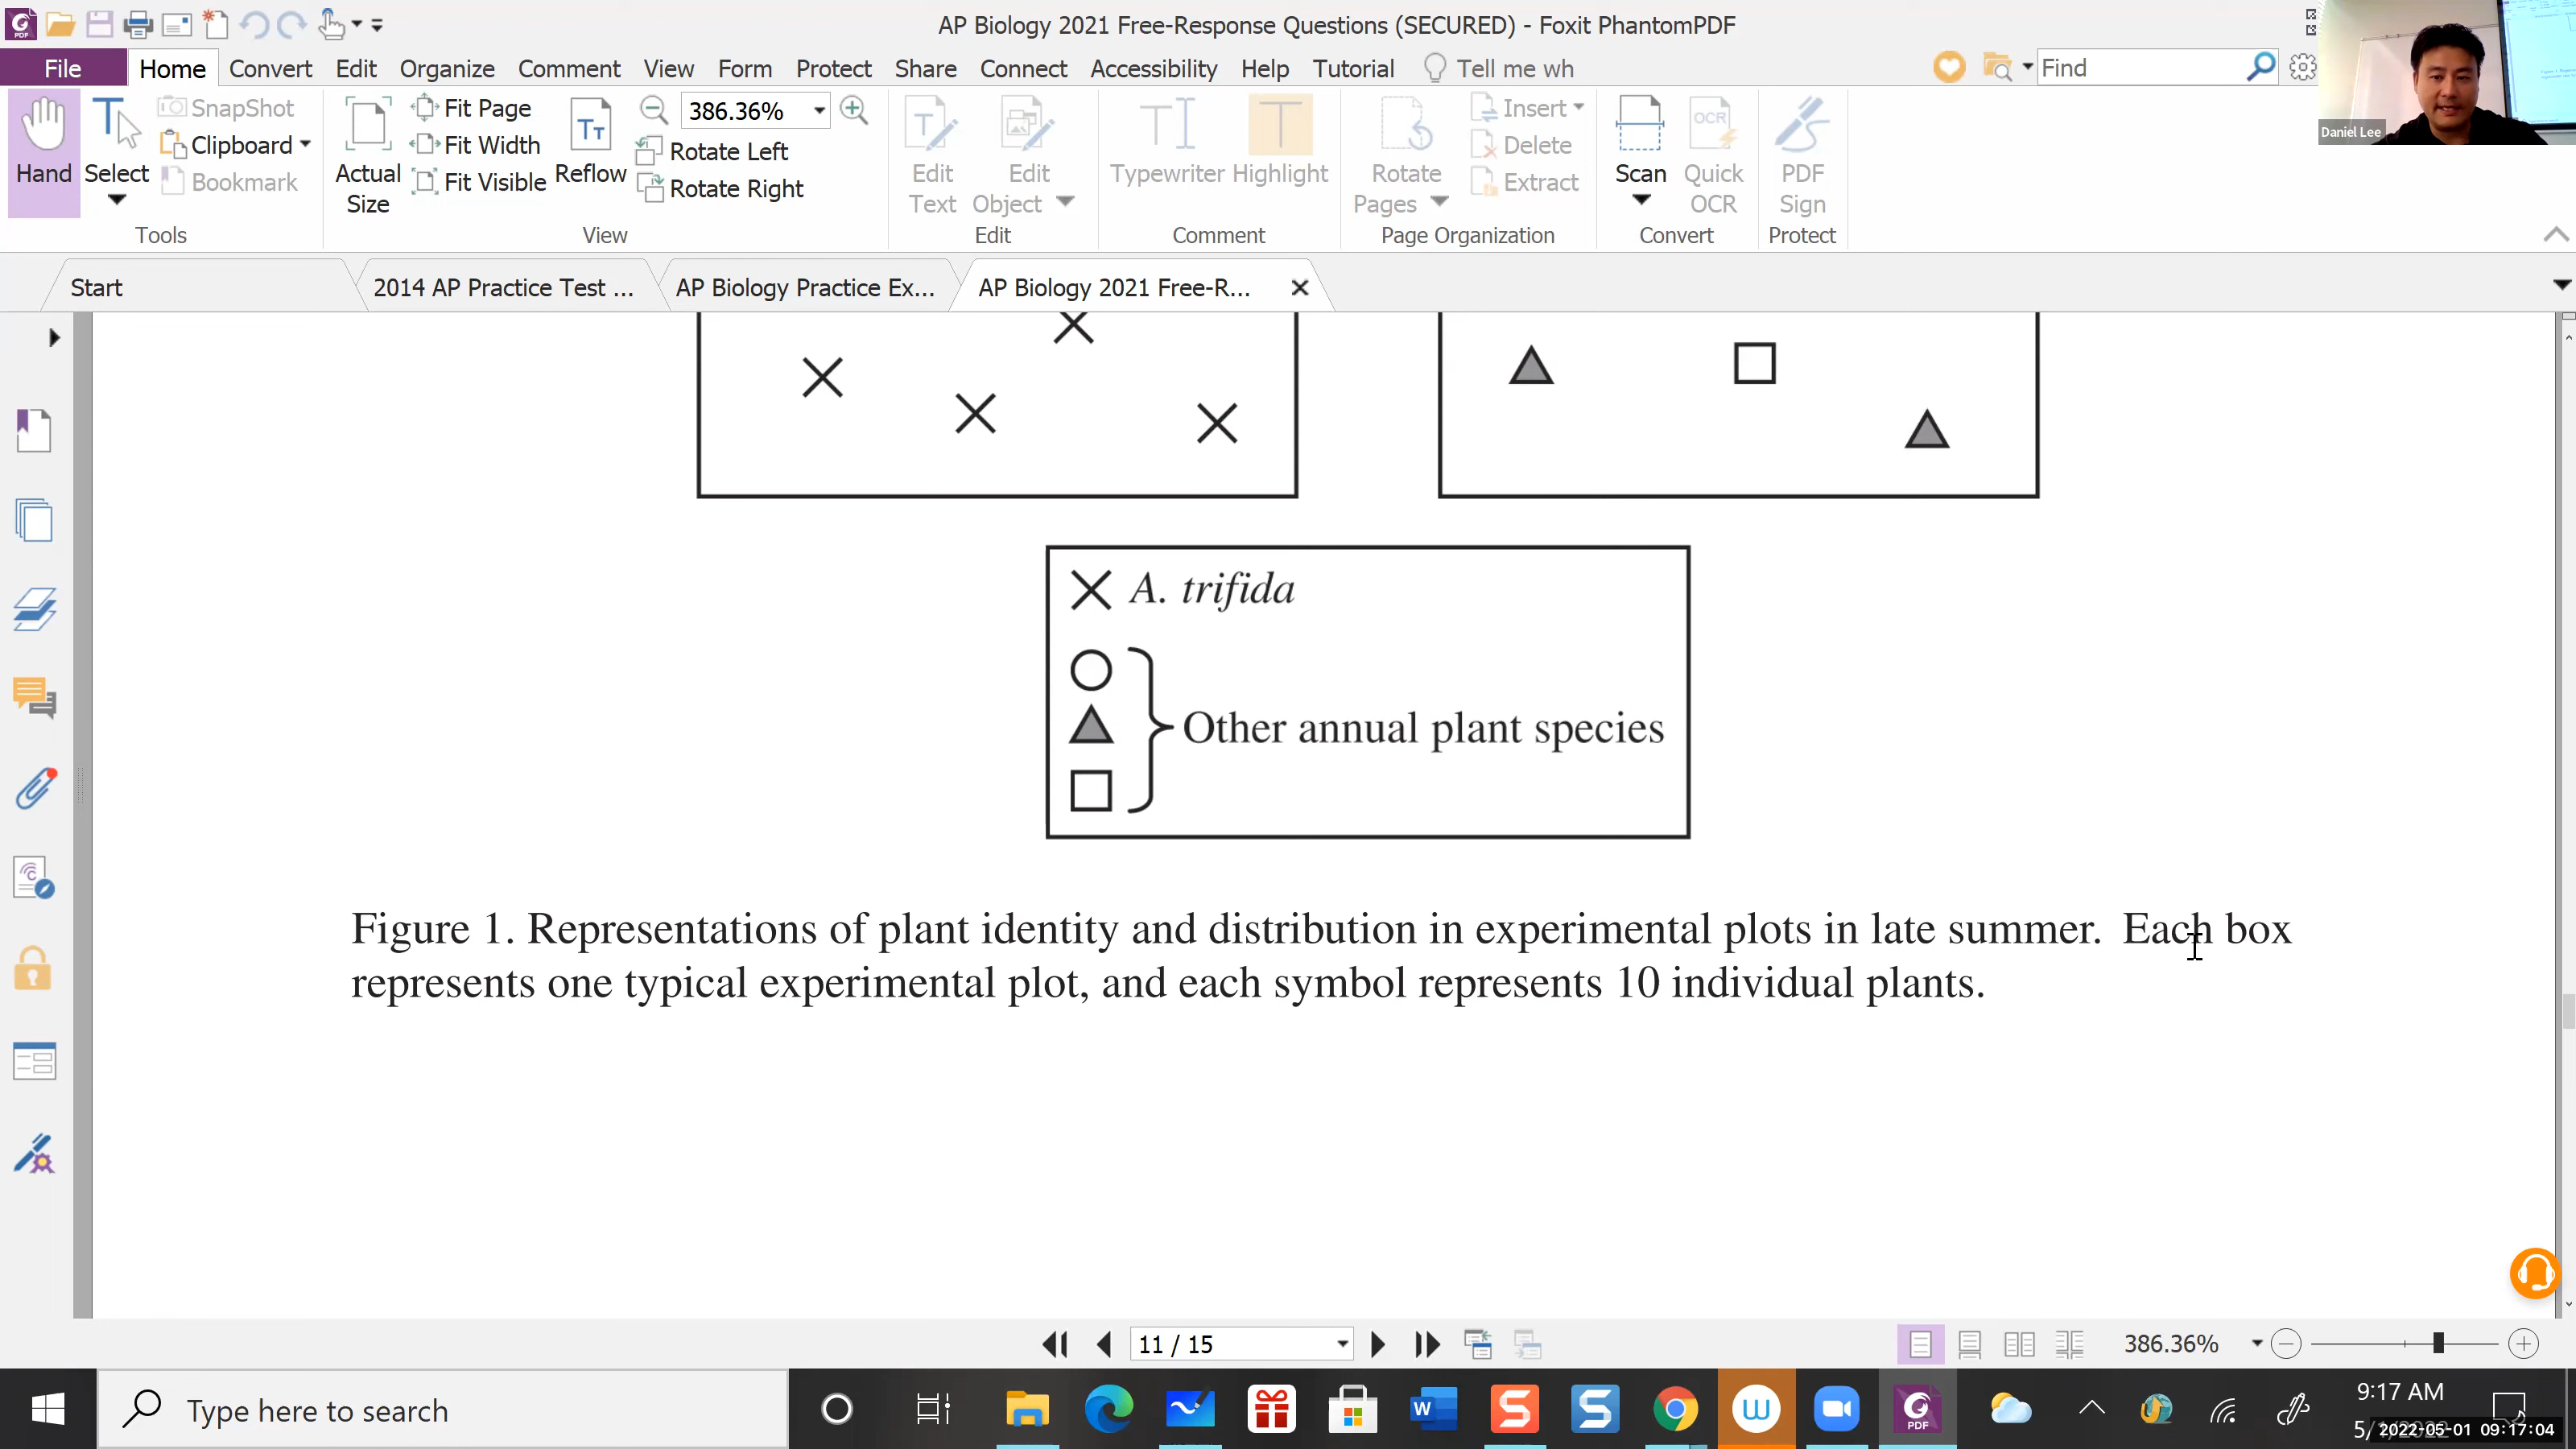 AP Biology 2021 Free-Response Questions (SECURED) - Foxit PhantomPDF
File Home Convert Edit Organize Comment View Form Protect Share Connect Accessibility Help Tutorial Tell me wh Find
Daniel Lee
Hand
Select
SnapShot
Clipboard
Bookmark
Tools
Actual Size
Fit Page
Fit Width
Fit Visible
Reflow
386.36%
Rotate Left
Rotate Right
View
Edit Text
Edit Object
Edit
Typewriter
Highlight
Comment
Rotate Pages
Insert
Delete
Extract
Page Organization
Scan
Quick OCR
Convert
PDF Sign
Protect
Start
2014 AP Practice Test ...
AP Biology Practice Ex...
AP Biology 2021 Free-R...
A. trifida
Other annual plant species
Figure 1. Representations of plant identity and distribution in experimental plots in late summer. Each box
represents one typical experimental plot, and each symbol represents 10 individual plants.
11 / 15
386.36%
Type here to search
9:17 AM
2022-05-01 09:17:04